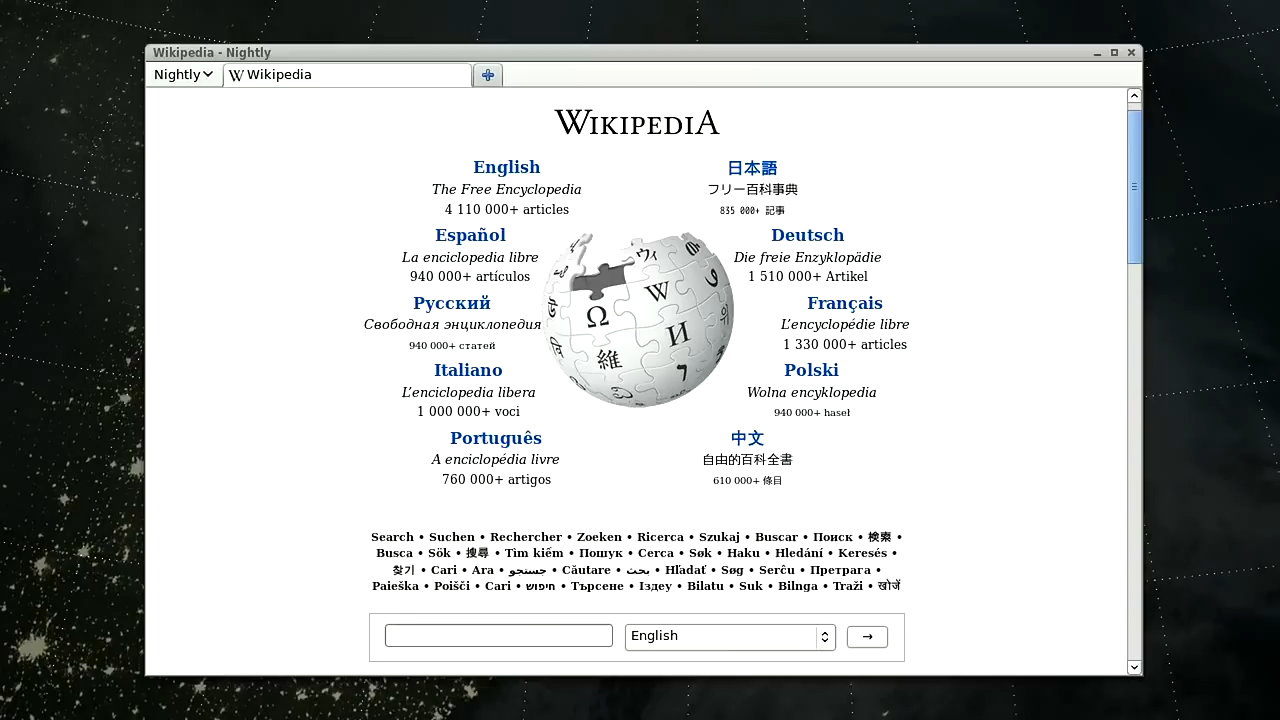 Wikipedia - Nightly
Nightly
Wikipedia
WIKIPEDIA
English
The Free Encyclopedia
4 110 000+ articles
日本語
フリー百科事典
835 000+ 記事
Español
La enciclopedia libre
940 000+ artículos
Deutsch
Die freie Enzyklopädie
1 510 000+ Artikel
Русский
Свободная энциклопедия
940 000+ статей
Français
L'encyclopédie libre
1 330 000+ articles
Italiano
L'enciclopedia libera
1 000 000+ voci
Polski
Wolna encyklopedia
940 000+ haseł
Português
A enciclopédia livre
760 000+ artigos
中文
自由的百科全書
610 000+ 條目
Ω W И 維 ウィ
Search • Suchen • Rechercher • Zoeken • Ricerca • Szukaj • Buscar • Поиск • 検索 •
Busca • Sök • 搜尋 • Tìm kiếm • Пошук • Cerca • Søk • Haku • Hledání • Keresés •
찾기 • Cari • Ara • جستجو • Căutare • بحث • Hľadať • Søg • Serĉu • Претрага •
Paieška • Poišči • Cari • חיפוש • Търсене • Іздеу • Bilatu • Suk • Bilnga • Traži • खोजें
English
→